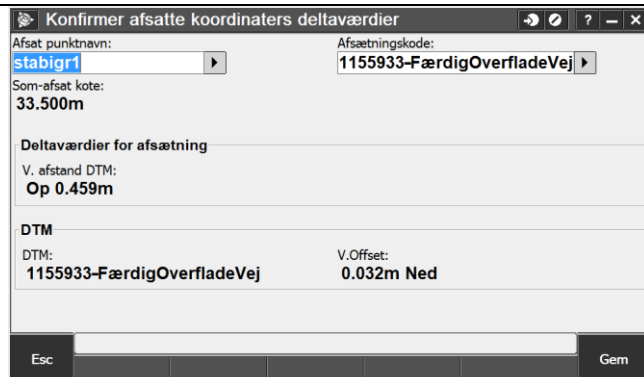 Konfirmer afsatte koordinaters deltaværdier ? – ×
Afsat punktnavn: Afsætningskode:
stabigr1 1155933-FærdigOverfladeVej
Som-afsat kote:
33.500m
Deltaværdier for afsætning
V. afstand DTM:
Op 0.459m
DTM
DTM: V.Offset:
1155933-FærdigOverfladeVej 0.032m Ned
Esc Gem